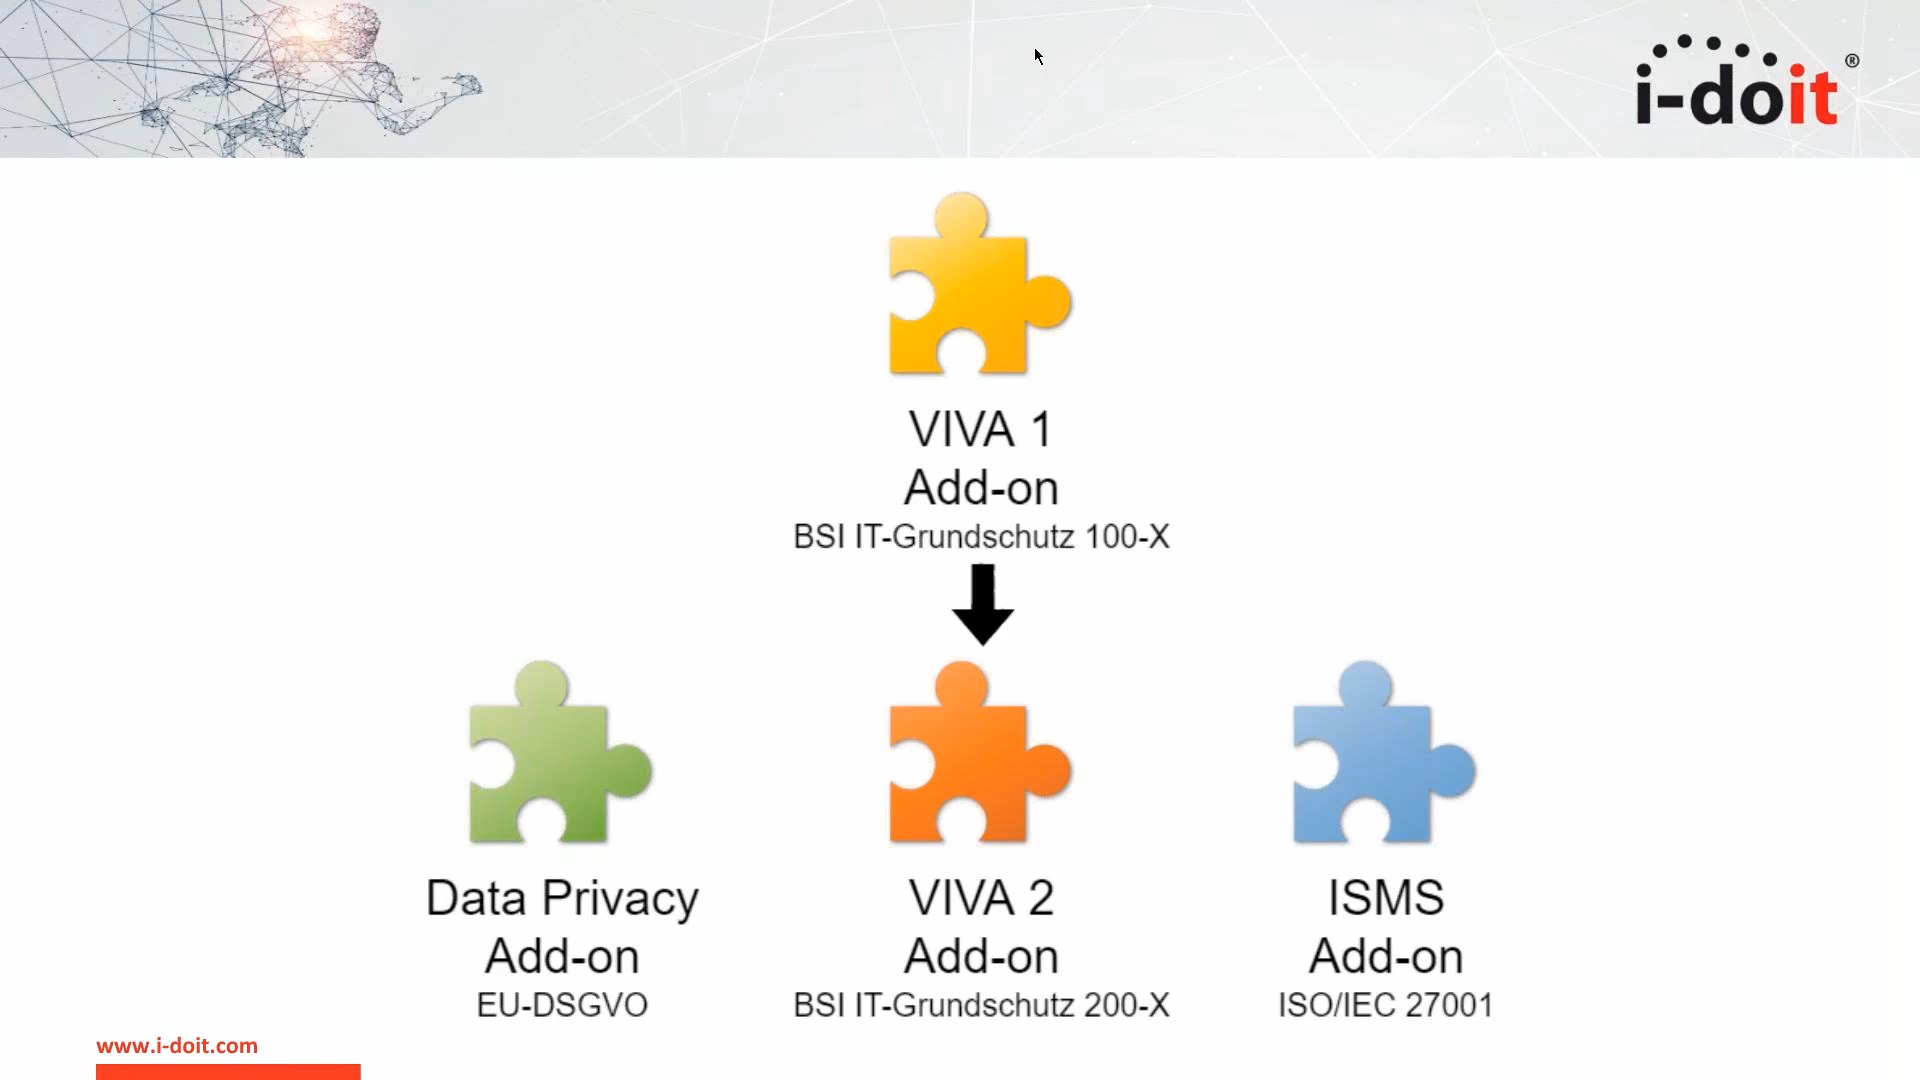 i-doit®
VIVA 1
Add-on
BSI IT-Grundschutz 100-X
Data Privacy
Add-on
EU-DSGVO
VIVA 2
Add-on
BSI IT-Grundschutz 200-X
ISMS
Add-on
ISO/IEC 27001
www.i-doit.com